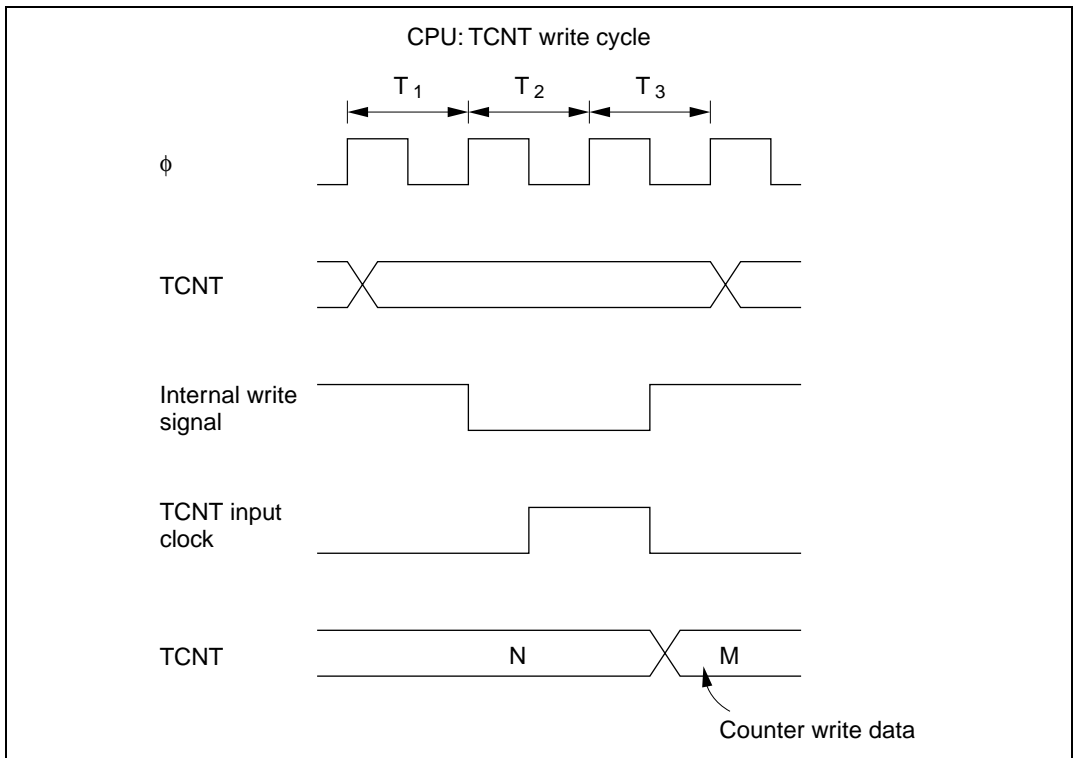 CPU: TCNT write cycle
T1 T2 T3
ϕ
TCNT
Internal write
signal
TCNT input
clock
TCNT N M
Counter write data